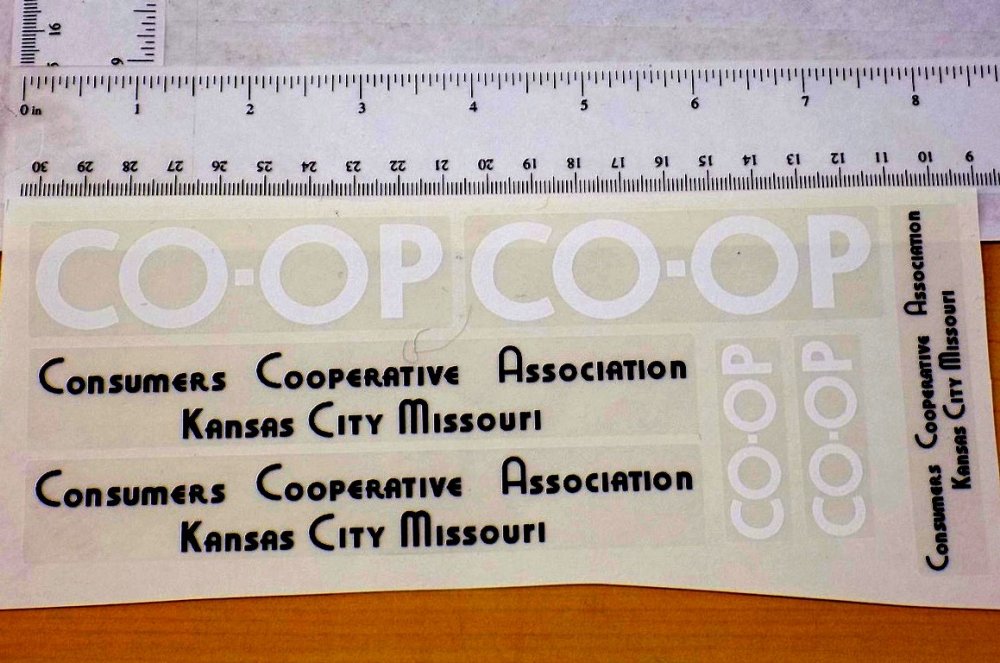 16
9
0 in 1 2 3 4 5 6 7 8
30 29 28 27 26 25 24 23 22 21 20 19 18 17 16 15 14 13 12 11 10 9
CO-OP CO-OP
Consumers Cooperative Association
Kansas City Missouri
Consumers Cooperative Association
Kansas City Missouri
CO-OP
CO-OP
Consumers Cooperative Association
Kansas City Missouri